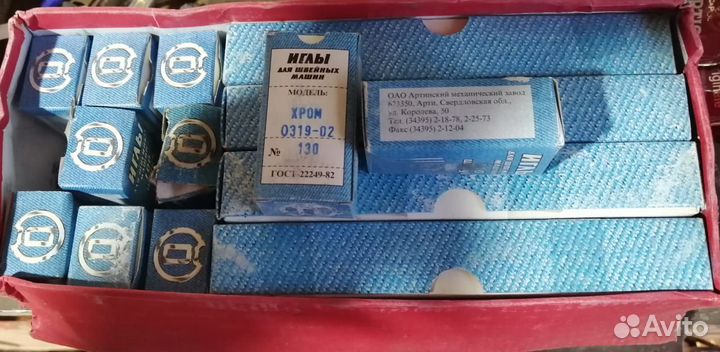 ИГЛЫ
ДЛЯ ШВЕЙНЫХ
МАШИН
МОДЕЛЬ:
ХРОМ
0319-02
№ 130
ГОСТ-22249-82
ОАО Артинский механический завод
623350, Арти, Свердловская обл.,
ул. Королева, 50
Тел. (34395) 2-18-78, 2-25-73
Факс (34395) 2-12-04
ИГЛЫ
Avito